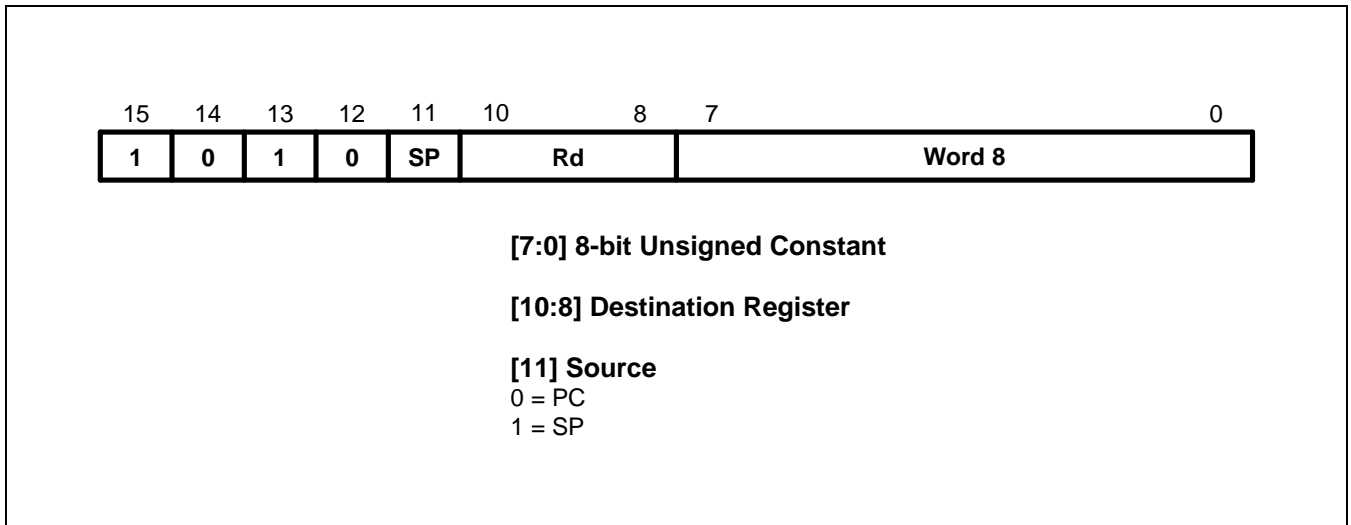 15 14 13 12 11 10 8 7 0
1 0 1 0 SP Rd Word 8
[7:0] 8-bit Unsigned Constant
[10:8] Destination Register
[11] Source
0 = PC
1 = SP